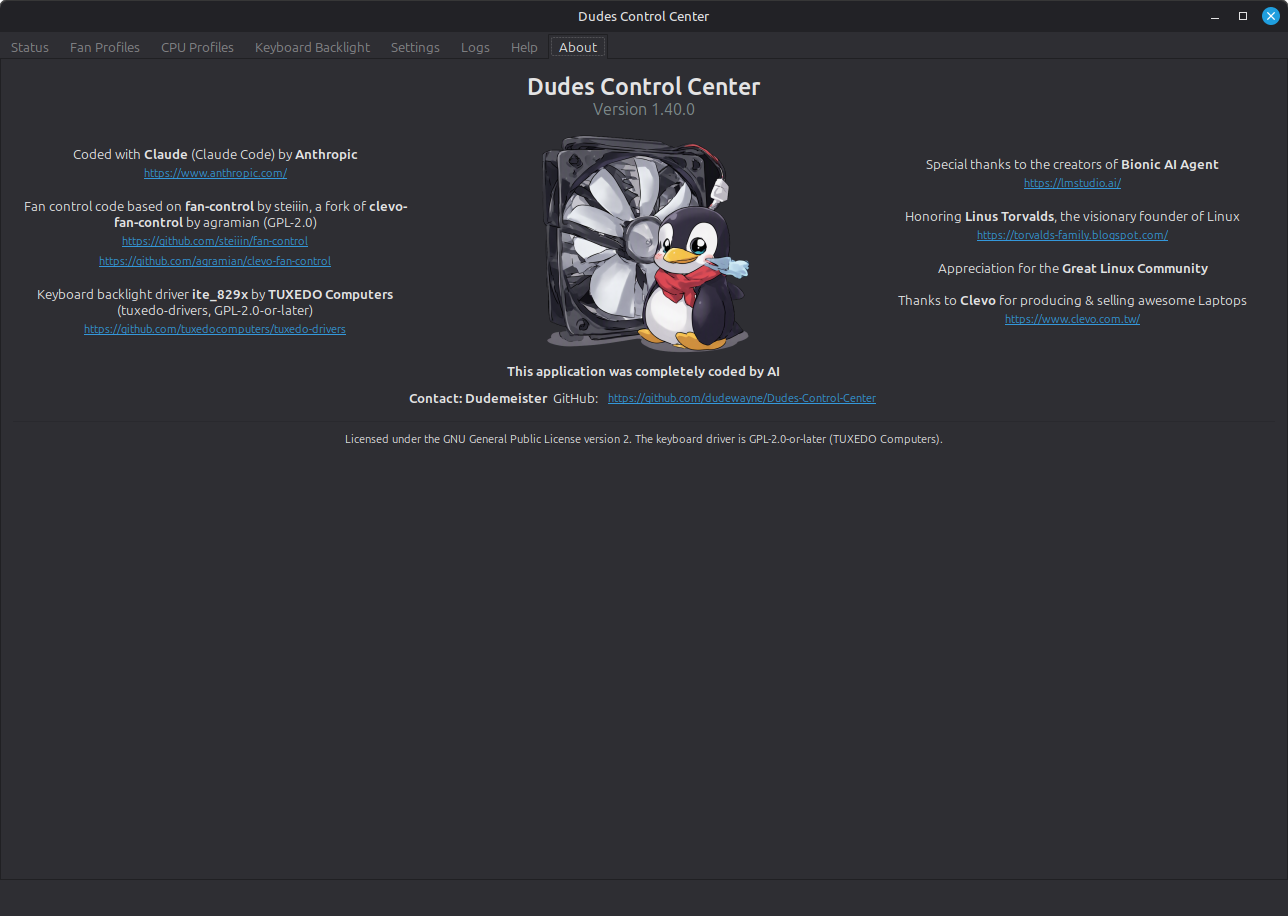 Dudes Control Center
Status Fan Profiles CPU Profiles Keyboard Backlight Settings Logs Help About
Dudes Control Center
Version 1.40.0
Coded with Claude (Claude Code) by Anthropic
https://www.anthropic.com/
Fan control code based on fan-control by steiiin, a fork of clevo-
fan-control by agramian (GPL-2.0)
https://github.com/steiiin/fan-control
https://github.com/agramian/clevo-fan-control
Keyboard backlight driver ite_829x by TUXEDO Computers
(tuxedo-drivers, GPL-2.0-or-later)
https://github.com/tuxedocomputers/tuxedo-drivers
Special thanks to the creators of Bionic AI Agent
https://lmstudio.ai/
Honoring Linus Torvalds, the visionary founder of Linux
https://torvalds-family.blogspot.com/
Appreciation for the Great Linux Community
Thanks to Clevo for producing & selling awesome Laptops
https://www.clevo.com.tw/
This application was completely coded by AI
Contact: Dudemeister GitHub: https://github.com/dudewayne/Dudes-Control-Center
Licensed under the GNU General Public License version 2. The keyboard driver is GPL-2.0-or-later (TUXEDO Computers).